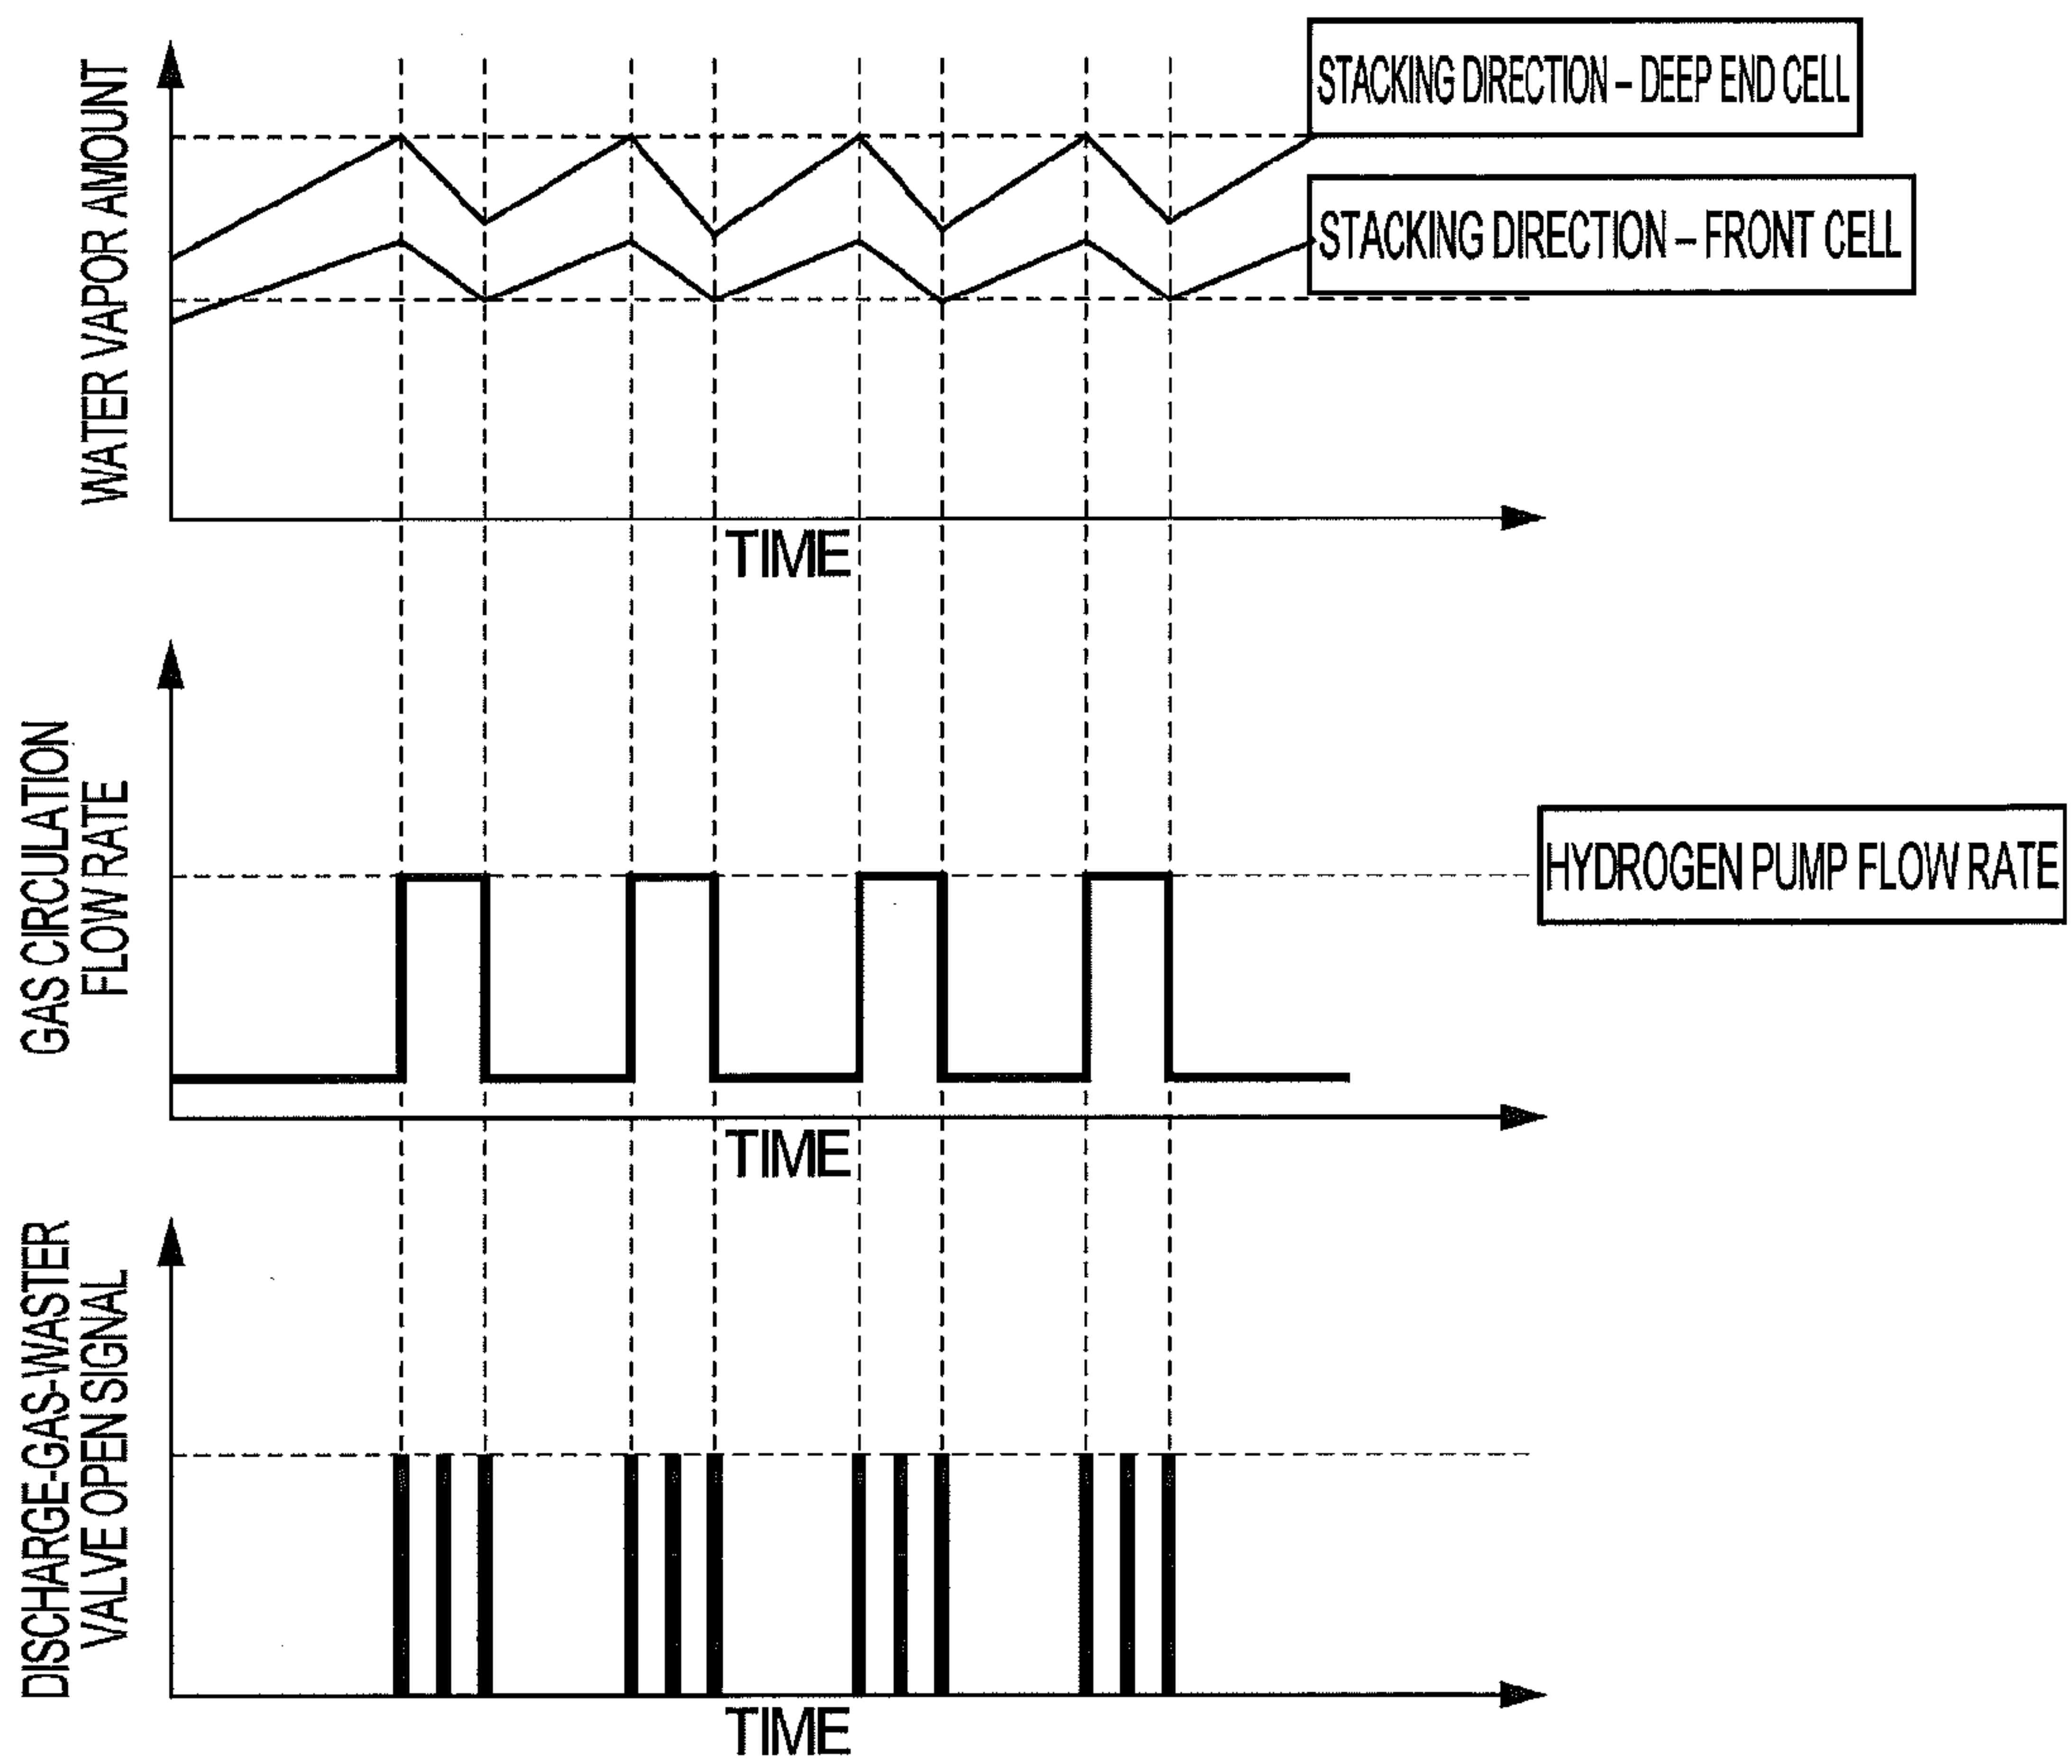 STACKING DIRECTION – DEEP END CELL
STACKING DIRECTION – FRONT CELL
WATER VAPOR AMOUNT
TIME
GAS CIRCULATION
FLOW RATE
HYDROGEN PUMP FLOW RATE
TIME
DISCHARGE-GAS-WASTER
VALVE OPEN SIGNAL
TIME